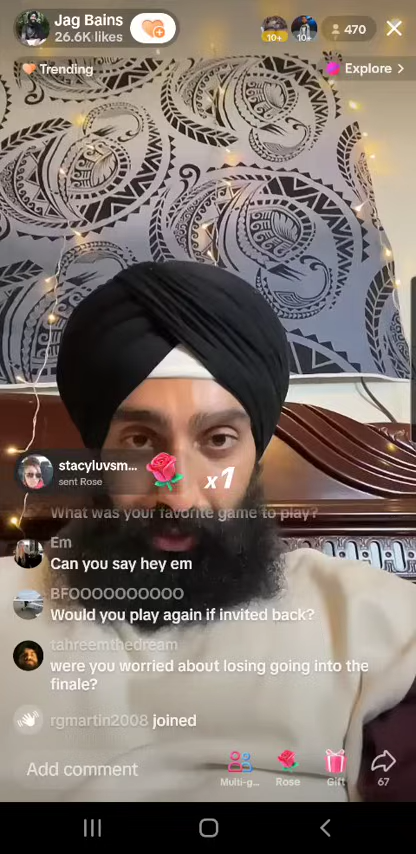 Jag Bains
26.6K likes
10+
10+
470
Trending
Explore >
stacyluvsm...
sent Rose
x1
What was your favorite game to play?
Em
Can you say hey em
BFOOOOOOOOOO
Would you play again if invited back?
tahreemthedream
were you worried about losing going into the
finale?
rgmartin2008 joined
Add comment
Multi-g...
Rose
Gift
67